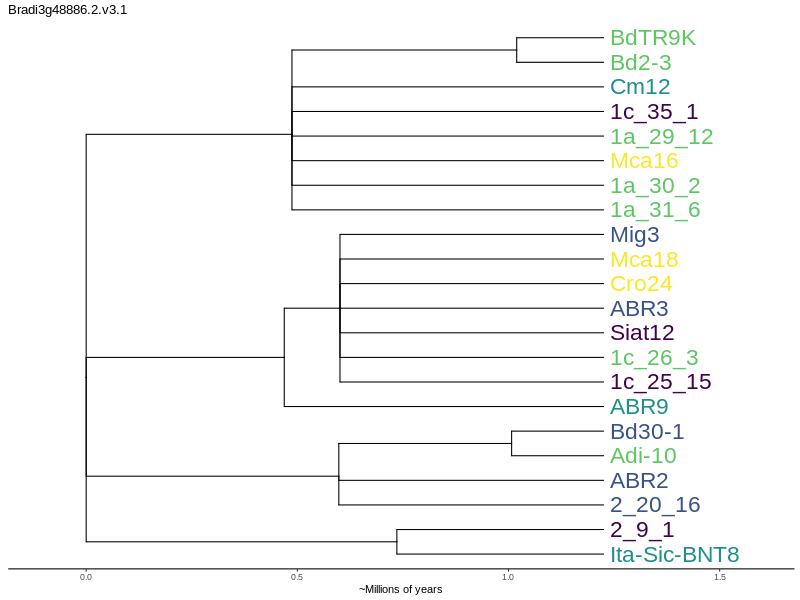 Bradi3g48886.2.v3.1
BdTR9K
Bd2-3
Cm12
1c_35_1
1a_29_12
Mca16
1a_30_2
1a_31_6
Mig3
Mca18
Cro24
ABR3
Siat12
1c_26_3
1c_25_15
ABR9
Bd30-1
Adi-10
ABR2
2_20_16
2_9_1
Ita-Sic-BNT8
0.0 0.5 1.0 1.5
~Millions of years